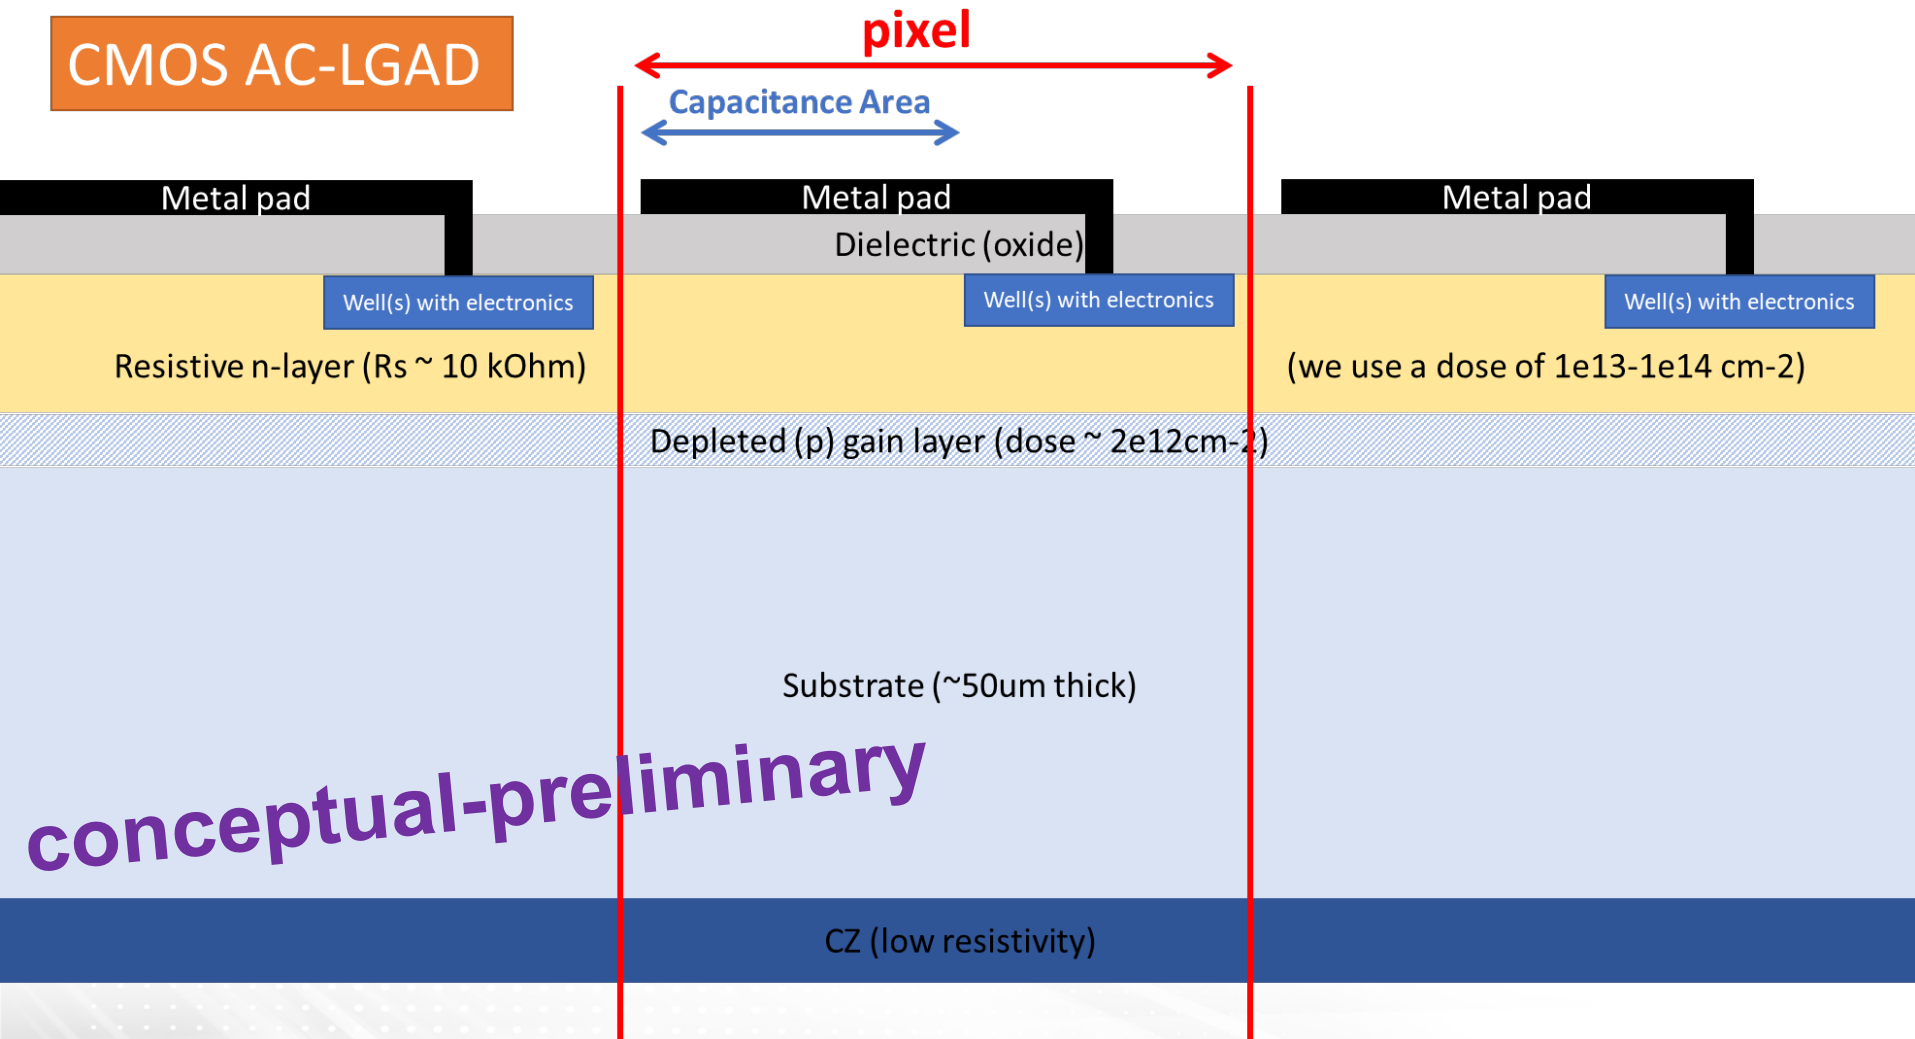 CMOS AC-LGAD
pixel
Capacitance Area
Metal pad
Metal pad
Metal pad
Dielectric (oxide)
Well(s) with electronics
Well(s) with electronics
Well(s) with electronics
Resistive n-layer (Rs ~ 10 kOhm)
(we use a dose of 1e13-1e14 cm-2)
Depleted (p) gain layer (dose ~ 2e12cm-2)
Substrate (~50um thick)
conceptual-preliminary
CZ (low resistivity)